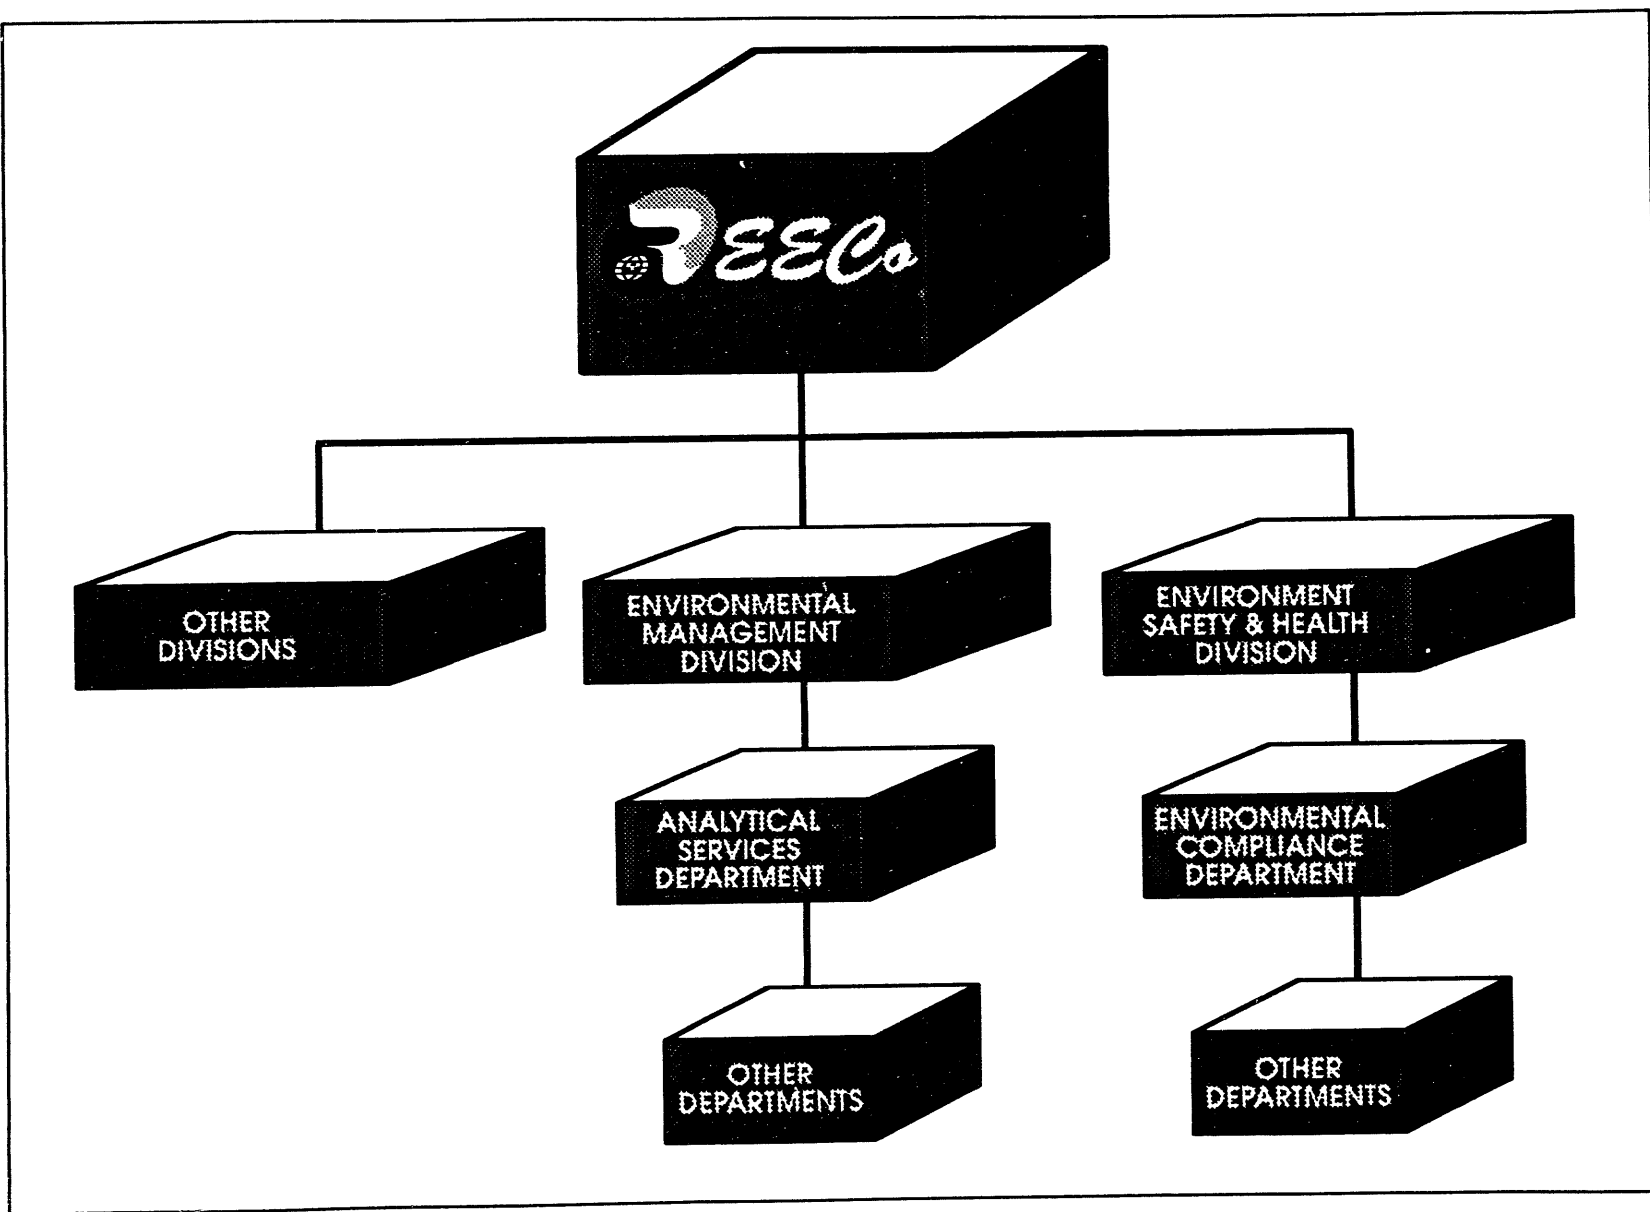 REECo
OTHER
DIVISIONS
ENVIRONMENTAL
MANAGEMENT
DIVISION
ENVIRONMENT
SAFETY & HEALTH
DIVISION
ANALYTICAL
SERVICES
DEPARTMENT
ENVIRONMENTAL
COMPLIANCE
DEPARTMENT
OTHER
DEPARTMENTS
OTHER
DEPARTMENTS